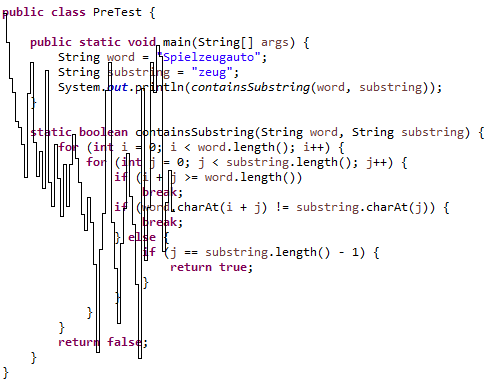 public class PreTest {
public static void main(String[] args) {
String word = "Spielzeugauto";
String substring = "zeug";
System.out.println(containsSubstring(word, substring));
}
static boolean containsSubstring(String word, String substring) {
for (int i = 0; i < word.length(); i++) {
for (int j = 0; j < substring.length(); j++) {
if (i + j >= word.length())
break;
if (word.charAt(i + j) != substring.charAt(j)) {
break;
} else {
if (j == substring.length() - 1) {
return true;
}
}
}
}
return false;
}
}